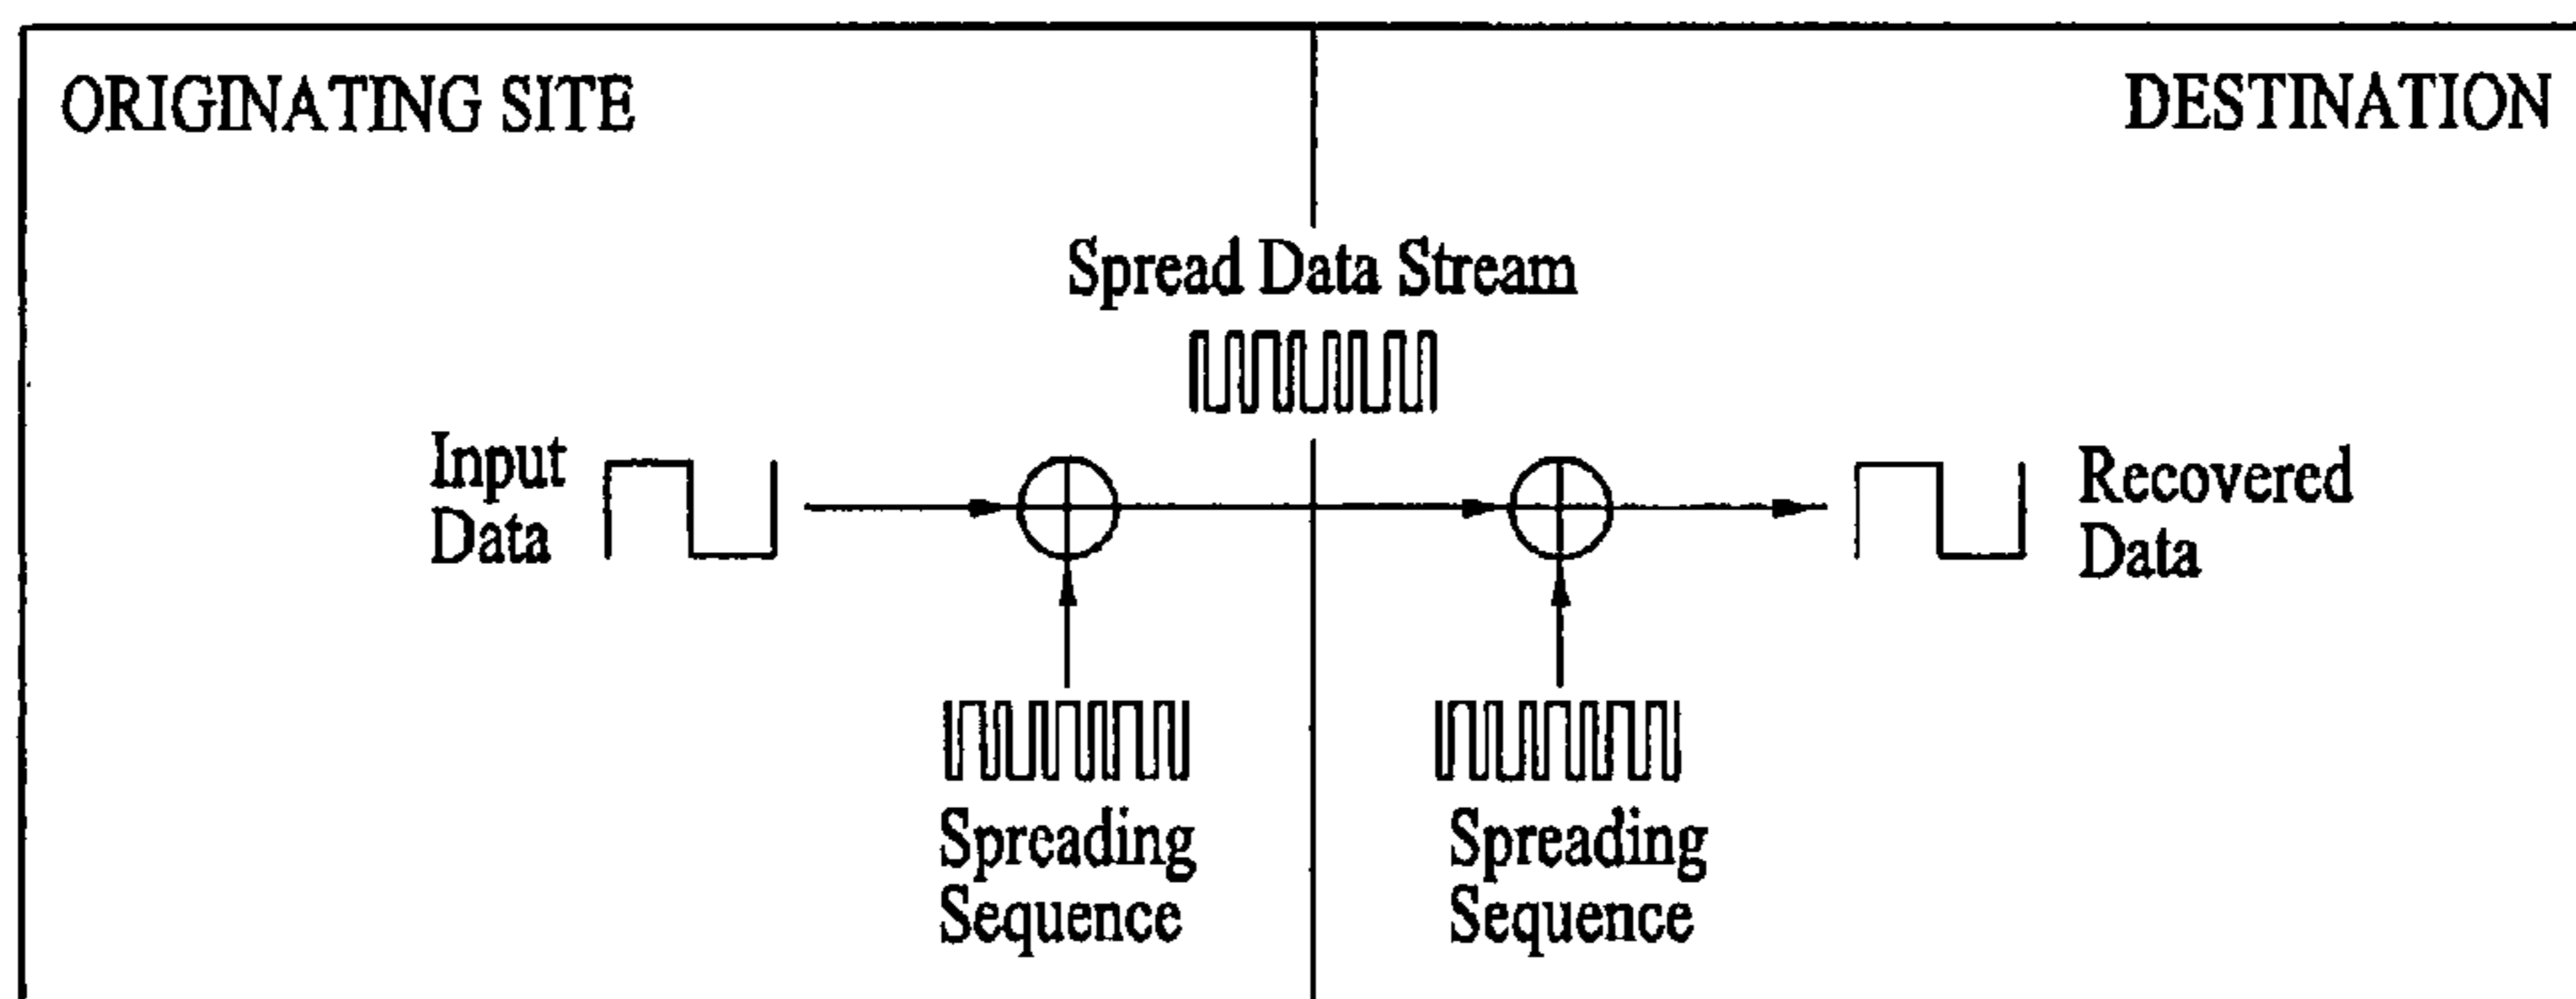 ORIGINATING SITE
DESTINATION
Spread Data Stream
Input
Data
Recovered
Data
Spreading
Sequence
Spreading
Sequence